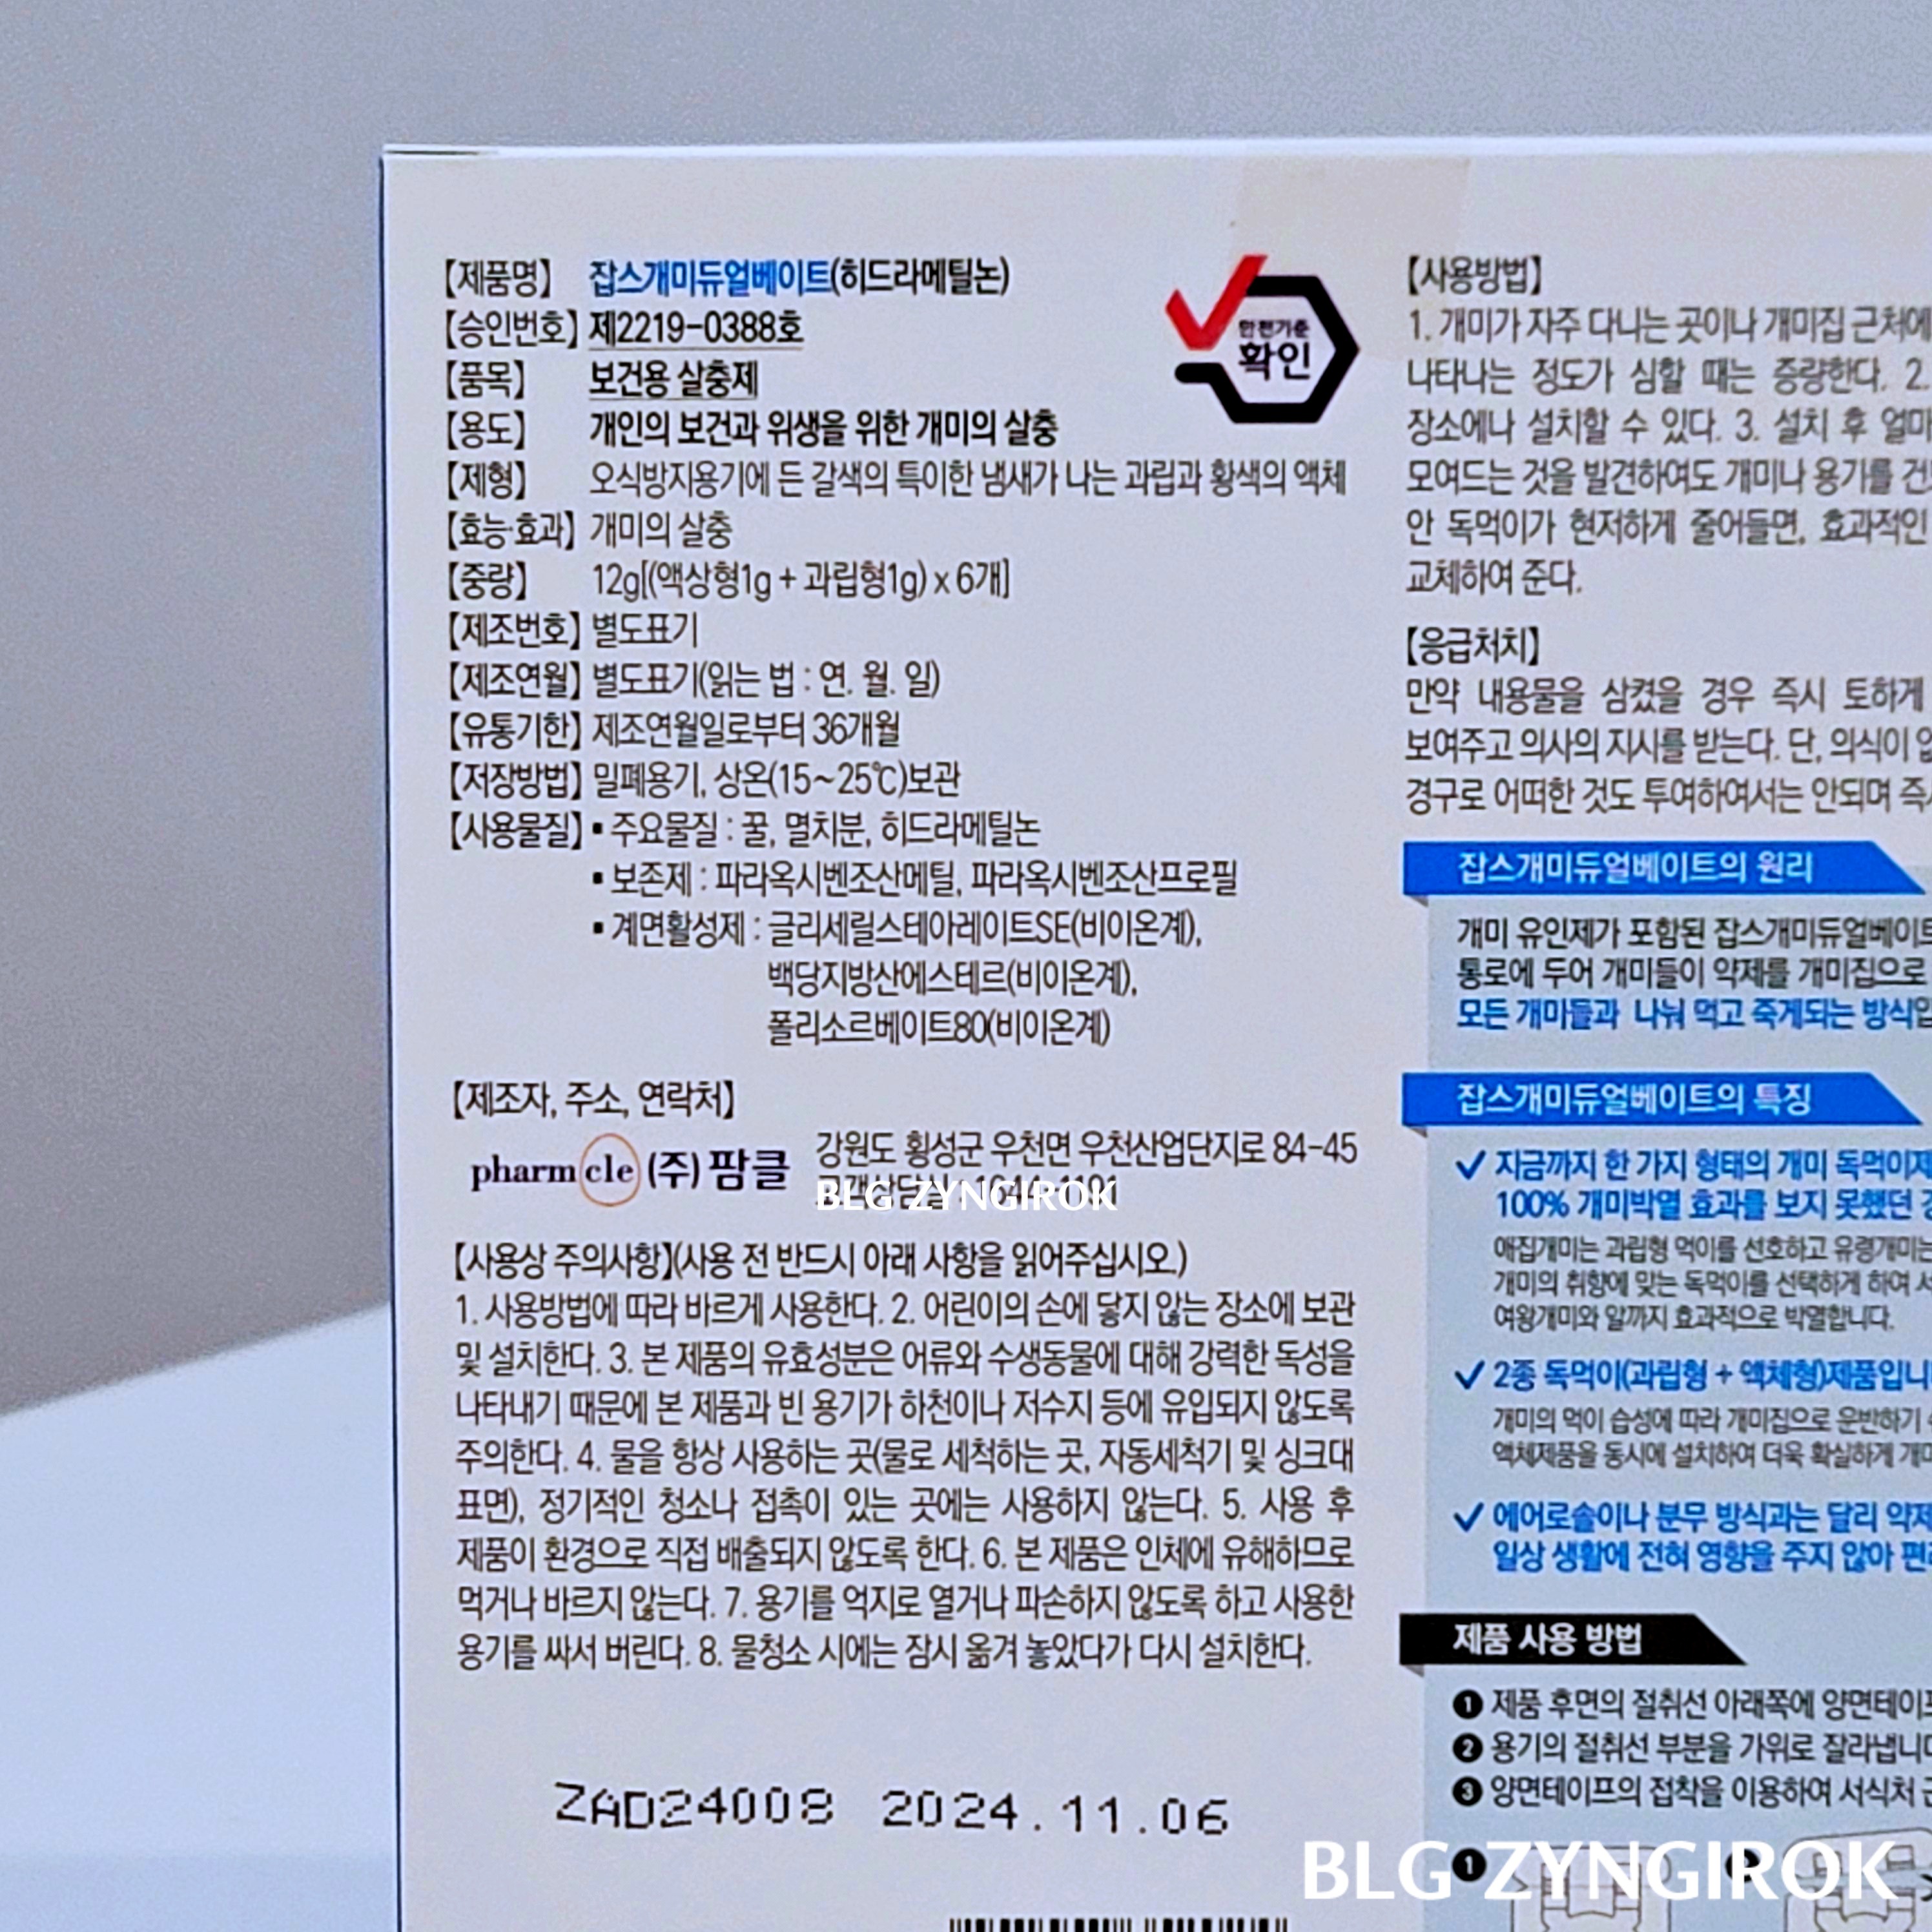 【제품명】 잡스개미듀얼베이트(히드라메틸논)
【승인번호】 제2219-0388호
【품목】 보건용 살충제
【용도】 개인의 보건과 위생을 위한 개미의 살충
【제형】 오식방지용기에 든 갈색의 특이한 냄새가 나는 과립과 황색의 액체
【효능·효과】 개미의 살충
【중량】 12g[(액상형1g + 과립형1g) x 6개]
【제조번호】 별도표기
【제조연월】 별도표기(읽는 법 : 연. 월. 일)
【유통기한】 제조연월일로부터 36개월
【저장방법】 밀폐용기, 상온(15~25℃)보관
【사용물질】 ▪ 주요물질 : 꿀, 멸치분, 히드라메틸논
▪ 보존제 : 파라옥시벤조산메틸, 파라옥시벤조산프로필
▪ 계면활성제 : 글리세릴스테아레이트SE(비이온계),
백당지방산에스테르(비이온계),
폴리소르베이트80(비이온계)
안전기준
확인
【제조자, 주소, 연락처】
pharmcle (주) 팜클
강원도 횡성군 우천면 우천산업단지로 84-45
BLG ZYNGIROK
【사용상 주의사항】(사용 전 반드시 아래 사항을 읽어주십시오.)
1. 사용방법에 따라 바르게 사용한다. 2. 어린이의 손에 닿지 않는 장소에 보관
및 설치한다. 3. 본 제품의 유효성분은 어류와 수생동물에 대해 강력한 독성을
나타내기 때문에 본 제품과 빈 용기가 하천이나 저수지 등에 유입되지 않도록
주의한다. 4. 물을 항상 사용하는 곳(물로 세척하는 곳, 자동세척기 및 싱크대
표면), 정기적인 청소나 접촉이 있는 곳에는 사용하지 않는다. 5. 사용 후
제품이 환경으로 직접 배출되지 않도록 한다. 6. 본 제품은 인체에 유해하므로
먹거나 바르지 않는다. 7. 용기를 억지로 열거나 파손하지 않도록 하고 사용한
용기를 싸서 버린다. 8. 물청소 시에는 잠시 옮겨 놓았다가 다시 설치한다.
ZAD24008 2024.11.06
【사용방법】
1. 개미가 자주 다니는 곳이나 개미집 근처에
나타나는 정도가 심할 때는 증량한다. 2.
장소에나 설치할 수 있다. 3. 설치 후 얼마
모여드는 것을 발견하여도 개미나 용기를 건
안 독먹이가 현저하게 줄어들면, 효과적인
교체하여 준다.
【응급처치】
만약 내용물을 삼켰을 경우 즉시 토하게
보여주고 의사의 지시를 받는다. 단, 의식이
경구로 어떠한 것도 투여하여서는 안되며 즉
잡스개미듀얼베이트의 원리
개미 유인제가 포함된 잡스개미듀얼베이트
통로에 두어 개미들이 약제를 개미집으로
모든 개미들과 나눠 먹고 죽게되는 방식입
잡스개미듀얼베이트의 특징
✓ 지금까지 한 가지 형태의 개미 독먹이제
100% 개미박멸 효과를 보지 못했던
애집개미는 과립형 먹이를 선호하고 유령개미는
개미의 취향에 맞는 독먹이를 선택하게 하여
여왕개미와 알까지 효과적으로 박멸합니다.
✓ 2종 독먹이(과립형 + 액체형)제품입니
개미의 먹이 습성에 따라 개미집으로 운반하기
액체제품을 동시에 설치하여 더욱 확실하게 개미
✓ 에어로솔이나 분무 방식과는 달리 약제
일상 생활에 전혀 영향을 주지 않아 편
제품 사용 방법
❶ 제품 후면의 절취선 아래쪽에 양면테이프
❷ 용기의 절취선 부분을 가위로 잘라냅니다
❸ 양면테이프의 접착을 이용하여 서식처
❶
BLG ZYNGIROK